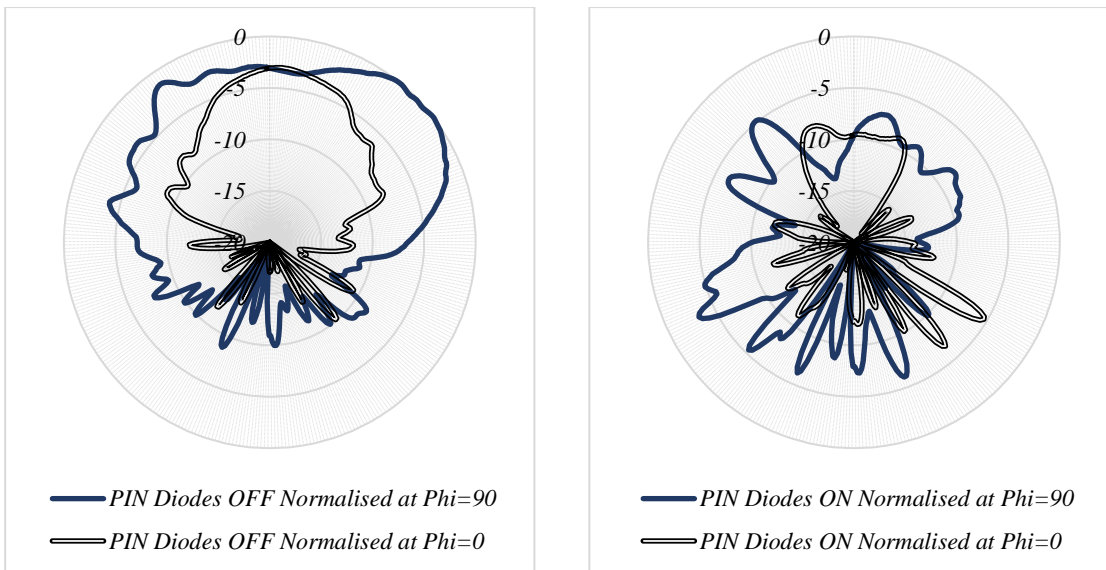 0
-5
-10
-15
-20
PIN Diodes OFF Normalised at Phi=90
PIN Diodes OFF Normalised at Phi=0
0
-5
-10
-15
-20
PIN Diodes ON Normalised at Phi=90
PIN Diodes ON Normalised at Phi=0